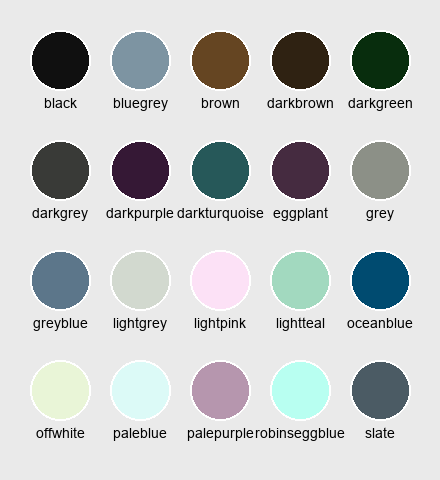 black bluegrey brown darkbrown darkgreen
darkgrey darkpurple darkturquoise eggplant grey
greyblue lightgrey lightpink lightteal oceanblue
offwhite paleblue palepurple robinseggblue slate